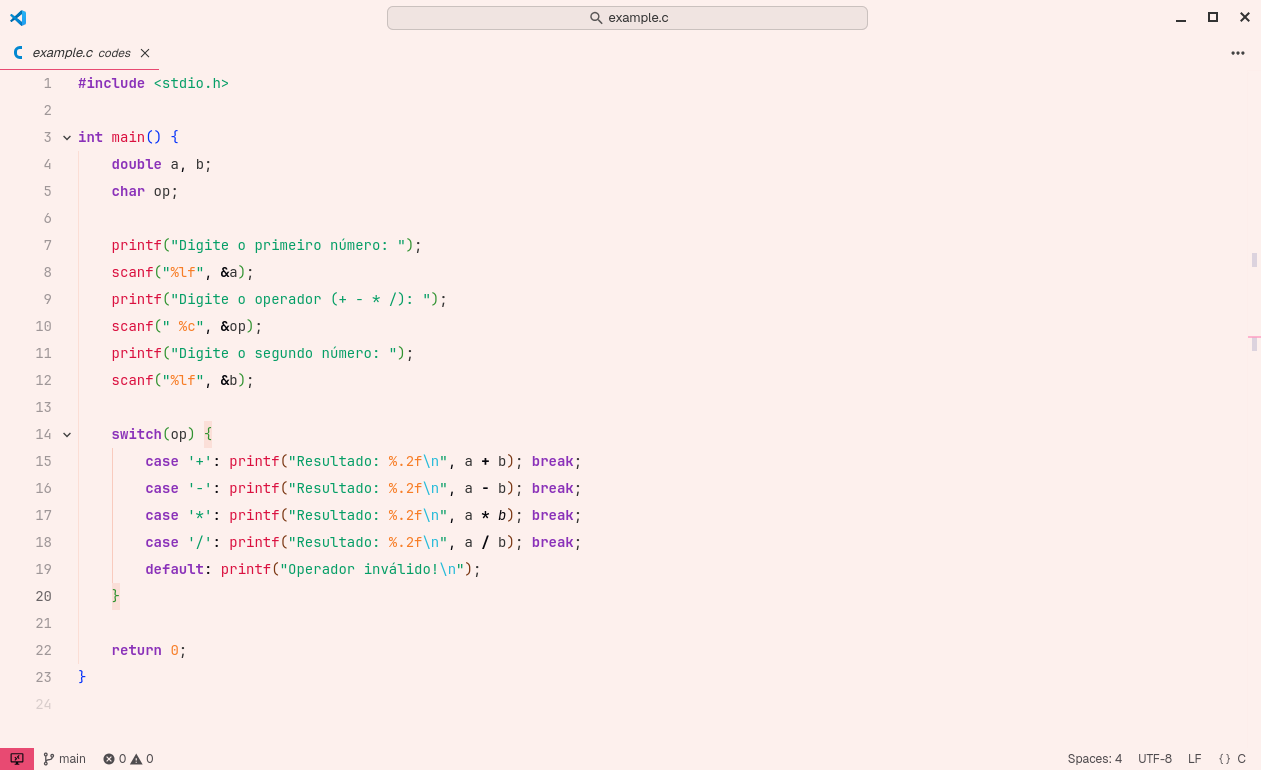 example.c
example.c codes
1 #include <stdio.h>
2
3 int main() {
4     double a, b;
5     char op;
6
7     printf("Digite o primeiro número: ");
8     scanf("%lf", &a);
9     printf("Digite o operador (+ - * /): ");
10     scanf(" %c", &op);
11     printf("Digite o segundo número: ");
12     scanf("%lf", &b);
13
14     switch(op) {
15         case '+': printf("Resultado: %.2f\n", a + b); break;
16         case '-': printf("Resultado: %.2f\n", a - b); break;
17         case '*': printf("Resultado: %.2f\n", a * b); break;
18         case '/': printf("Resultado: %.2f\n", a / b); break;
19         default: printf("Operador inválido!\n");
20     }
21
22     return 0;
23 }
24
main 0 0 Spaces: 4 UTF-8 LF {} C